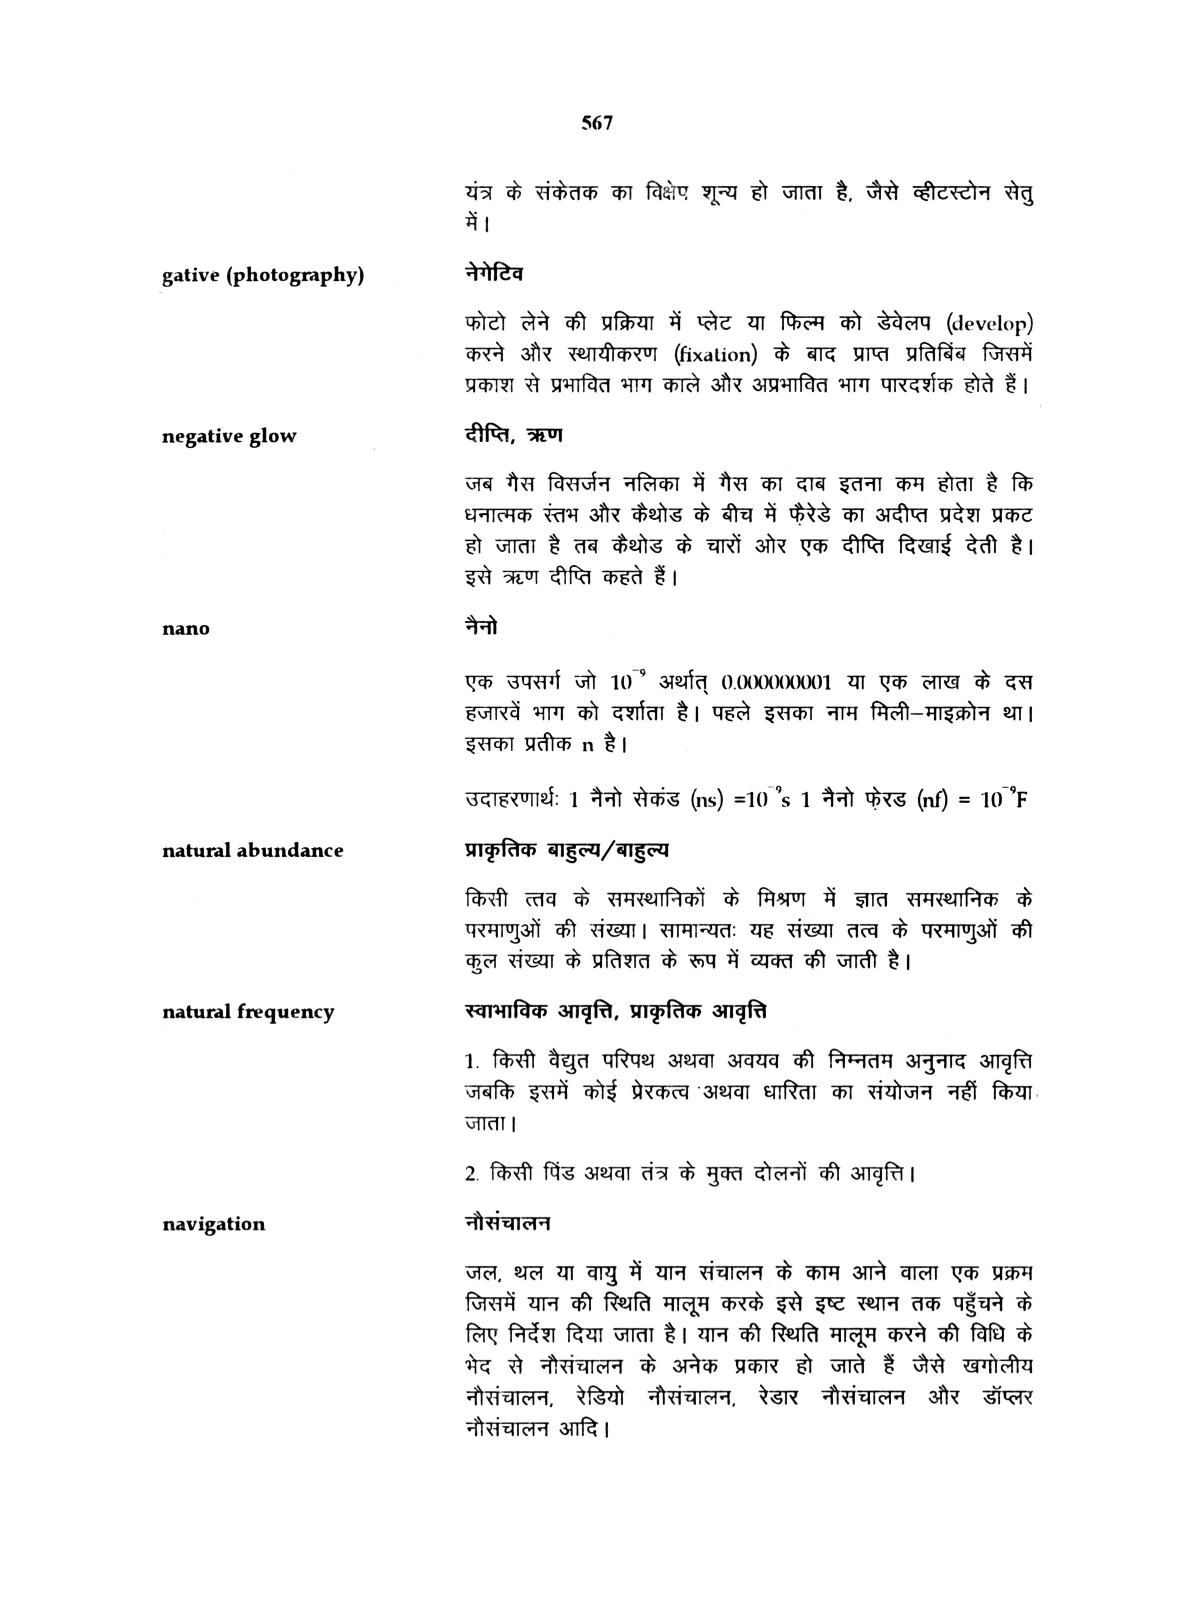 567
यंत्र के संकेतक का विक्षेप शून्य हो जाता है, जैसे व्हीटस्टोन सेतु
में।
gative (photography) नेगेटिव
फोटो लेने की प्रक्रिया में प्लेट या फिल्म को डेवेलप (develop)
करने और स्थायीकरण (fixation) के बाद प्राप्त प्रतिबिंब जिसमें
प्रकाश से प्रभावित भाग काले और अप्रभावित भाग पारदर्शक होते हैं।
negative glow दीप्ति, ऋण
जब गैस विसर्जन नलिका में गैस का दाब इतना कम होता है कि
धनात्मक स्तंभ और कैथोड के बीच में फ़ैरेडे का अदीप्त प्रदेश प्रकट
हो जाता है तब कैथोड के चारों ओर एक दीप्ति दिखाई देती है।
इसे ऋण दीप्ति कहते हैं।
nano नैनो
एक उपसर्ग जो 10⁻⁹ अर्थात् 0.000000001 या एक लाख के दस
हजारवें भाग को दर्शाता है। पहले इसका नाम मिली–माइक्रोन था।
इसका प्रतीक n है।
उदाहरणार्थः 1 नैनो सेकंड (ns) =10⁻⁹s 1 नैनो फ़ेरड (nf) = 10⁻⁹F
natural abundance प्राकृतिक बाहुल्य/बाहुल्य
किसी त्तव के समस्थानिकों के मिश्रण में ज्ञात समस्थानिक के
परमाणुओं की संख्या। सामान्यतः यह संख्या तत्व के परमाणुओं की
कुल संख्या के प्रतिशत के रूप में व्यक्त की जाती है।
natural frequency स्वाभाविक आवृत्ति, प्राकृतिक आवृत्ति
1. किसी वैद्युत परिपथ अथवा अवयव की निम्नतम अनुनाद आवृत्ति
जबकि इसमें कोई प्रेरकत्व अथवा धारिता का संयोजन नहीं किया
जाता।
2. किसी पिंड अथवा तंत्र के मुक्त दोलनों की आवृत्ति।
navigation नौसंचालन
जल, थल या वायु में यान संचालन के काम आने वाला एक प्रक्रम
जिसमें यान की स्थिति मालूम करके इसे इष्ट स्थान तक पहुँचने के
लिए निर्देश दिया जाता है। यान की स्थिति मालूम करने की विधि के
भेद से नौसंचालन के अनेक प्रकार हो जाते हैं जैसे खगोलीय
नौसंचालन, रेडियो नौसंचालन, रेडार नौसंचालन और डॉप्लर
नौसंचालन आदि।